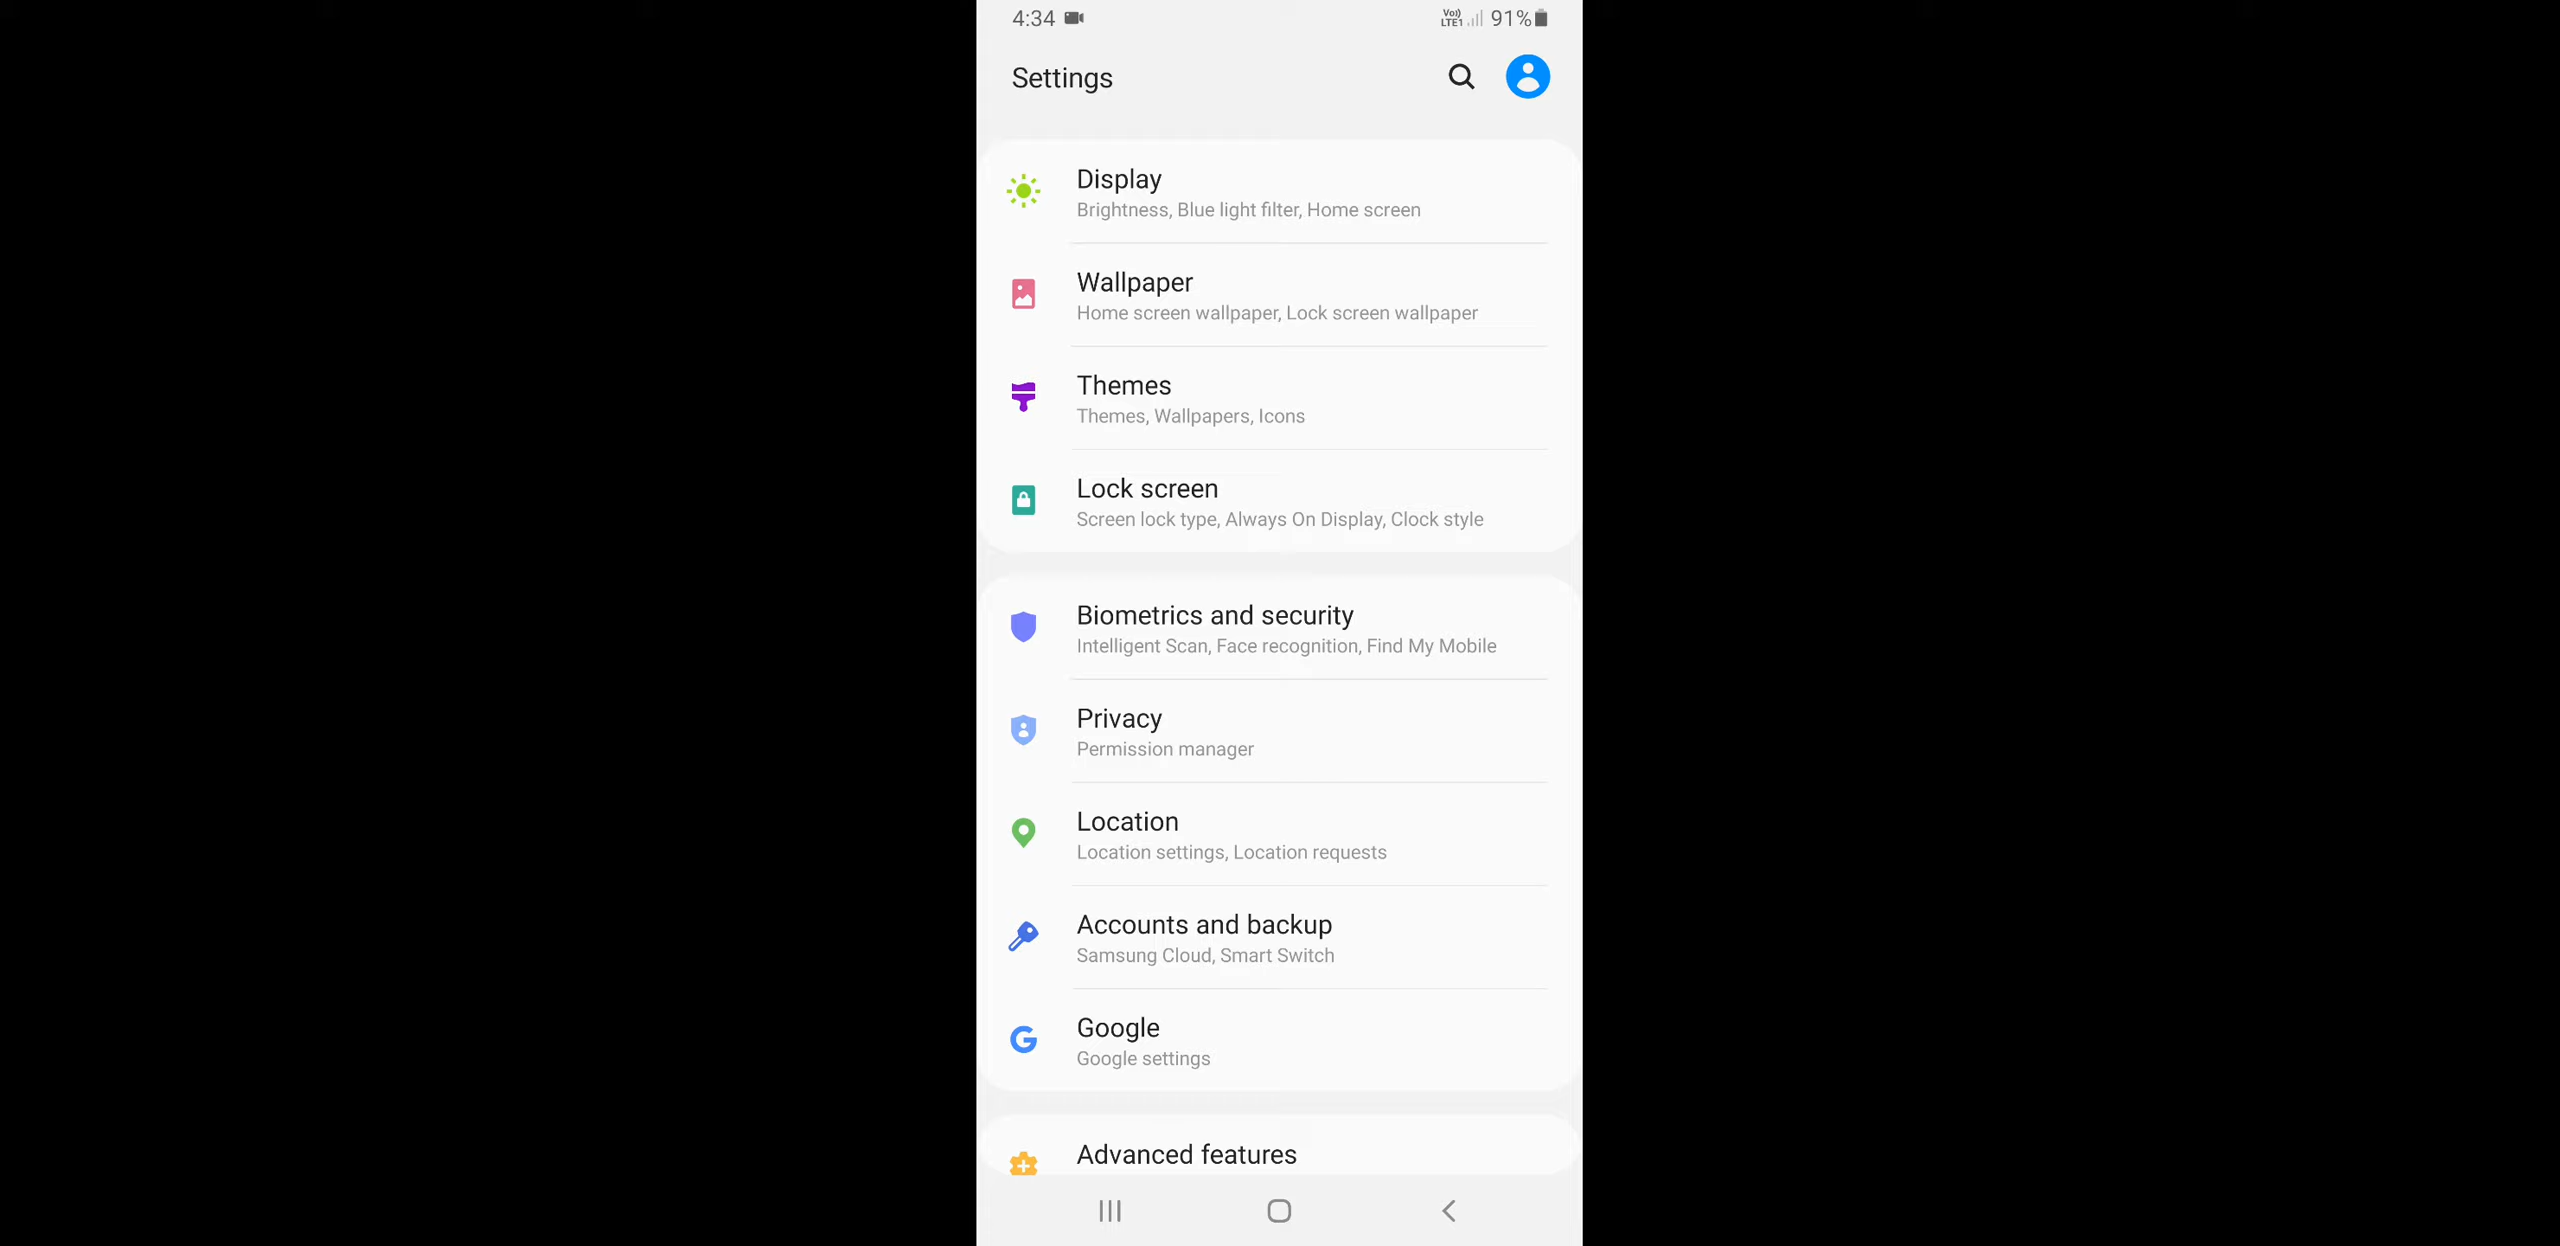 4:34 Vo)) LTE1 91%
Settings
Display
Brightness, Blue light filter, Home screen
Wallpaper
Home screen wallpaper, Lock screen wallpaper
Themes
Themes, Wallpapers, Icons
Lock screen
Screen lock type, Always On Display, Clock style
Biometrics and security
Intelligent Scan, Face recognition, Find My Mobile
Privacy
Permission manager
Location
Location settings, Location requests
Accounts and backup
Samsung Cloud, Smart Switch
Google
Google settings
Advanced features